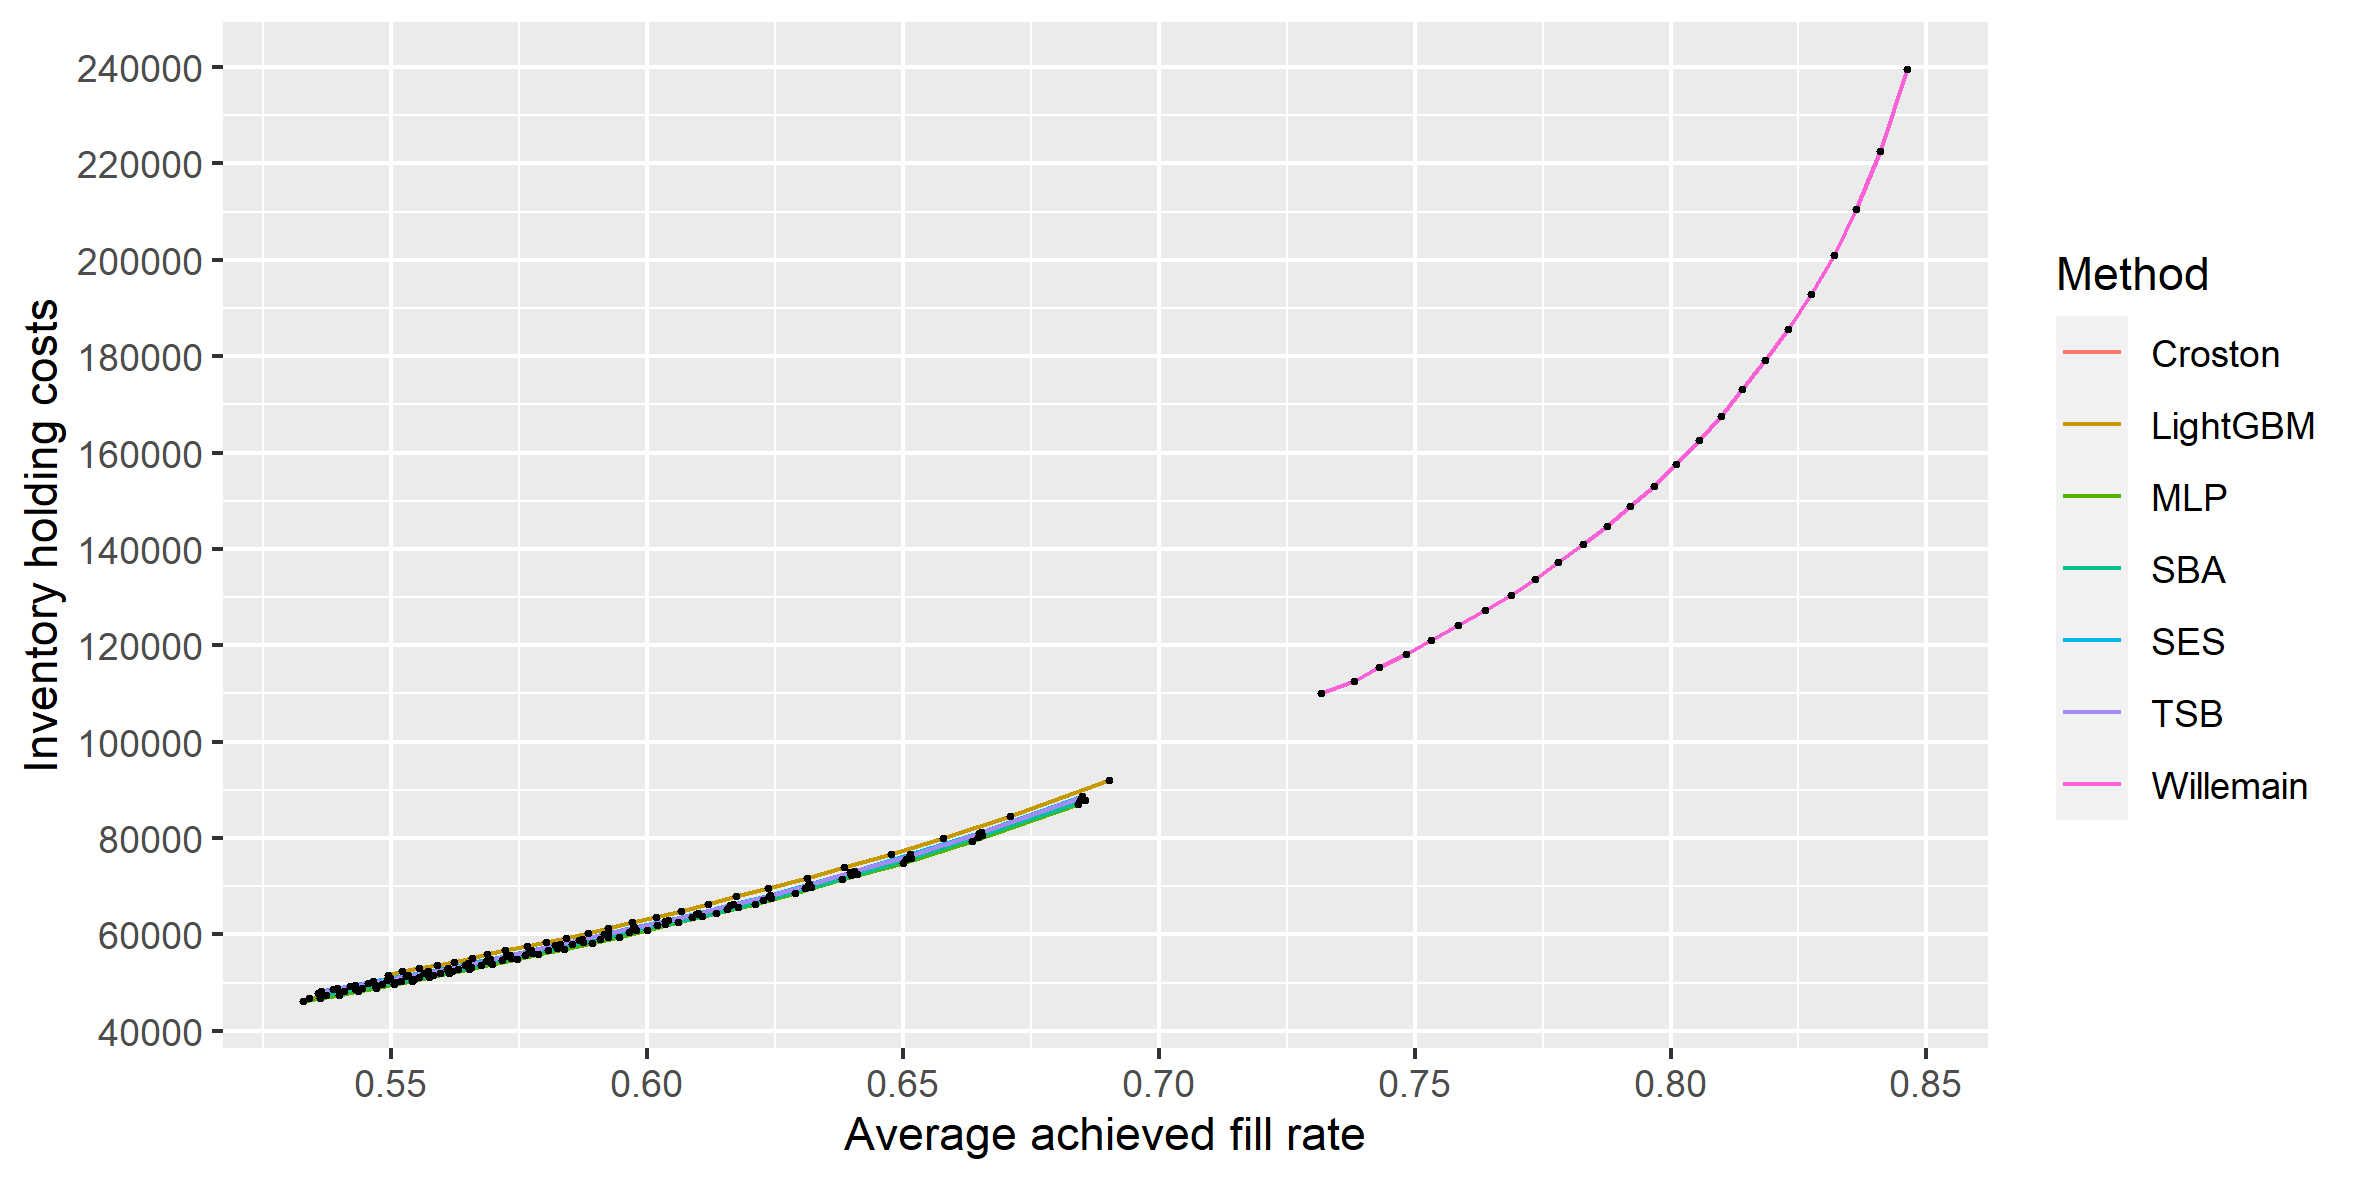 240000
220000
200000
180000
160000
140000
120000
100000
80000
60000
40000
Inventory holding costs
0.55 0.60 0.65 0.70 0.75 0.80 0.85
Average achieved fill rate
Method
Croston
LightGBM
MLP
SBA
SES
TSB
Willemain